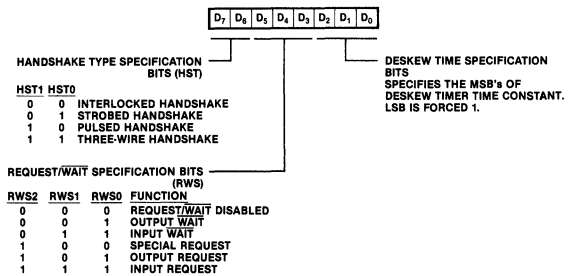 D7 D6 D5 D4 D3 D2 D1 D0
HANDSHAKE TYPE SPECIFICATION
BITS (HST)
HST1 HST0
0 0 INTERLOCKED HANDSHAKE
0 1 STROBED HANDSHAKE
1 0 PULSED HANDSHAKE
1 1 THREE-WIRE HANDSHAKE
DESKEW TIME SPECIFICATION
BITS
SPECIFIES THE MSB's OF
DESKEW TIMER TIME CONSTANT.
LSB IS FORCED 1.
REQUEST/WAIT SPECIFICATION BITS
(RWS)
RWS2 RWS1 RWS0 FUNCTION
0 0 0 REQUEST/WAIT DISABLED
0 0 1 OUTPUT WAIT
0 1 1 INPUT WAIT
1 0 0 SPECIAL REQUEST
1 0 1 OUTPUT REQUEST
1 1 1 INPUT REQUEST